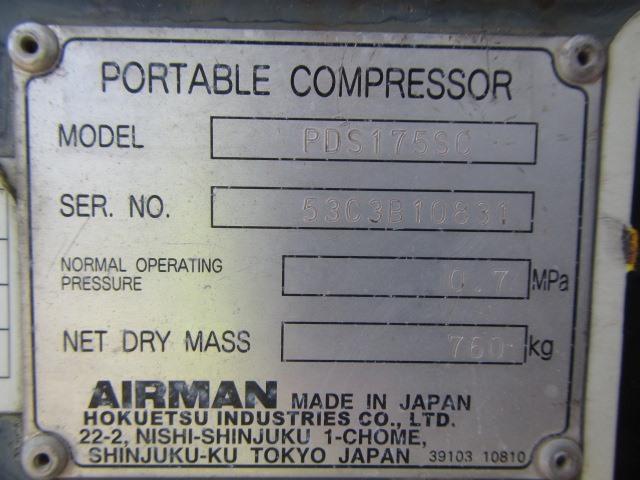 PORTABLE COMPRESSOR
MODEL PDS175SC
SER. NO. 53C3B10831
NORMAL OPERATING PRESSURE 0.7 MPa
NET DRY MASS 760 kg
AIRMAN MADE IN JAPAN
HOKUETSU INDUSTRIES CO., LTD.
22-2, NISHI-SHINJUKU 1-CHOME,
SHINJUKU-KU TOKYO JAPAN 39103 10810